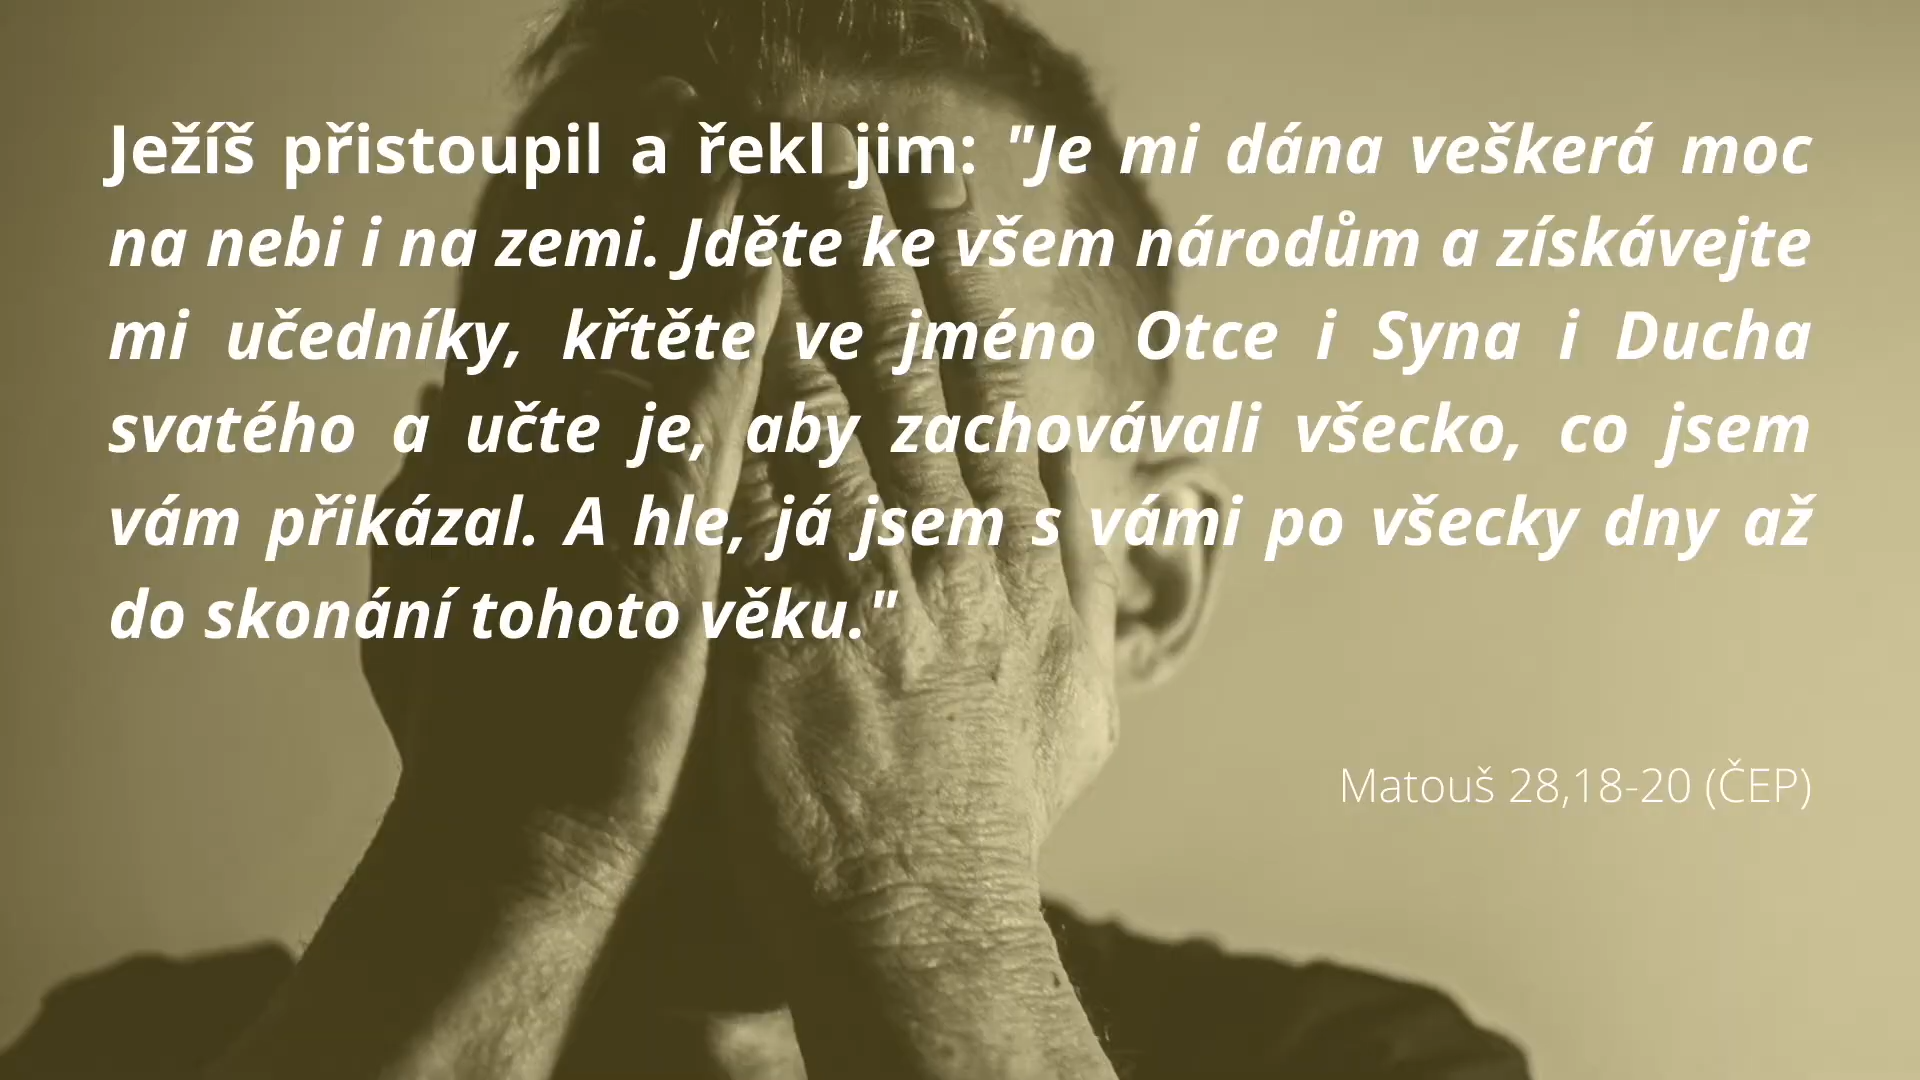 Ježíš přistoupil a řekl jim: "Je mi dána veškerá moc
na nebi i na zemi. Jděte ke všem národům a získávejte
mi učedníky, křtěte ve jméno Otce i Syna i Ducha
svatého a učte je, aby zachovávali všecko, co jsem
vám přikázal. A hle, já jsem s vámi po všecky dny až
do skonání tohoto věku."
Matouš 28,18-20 (ČEP)